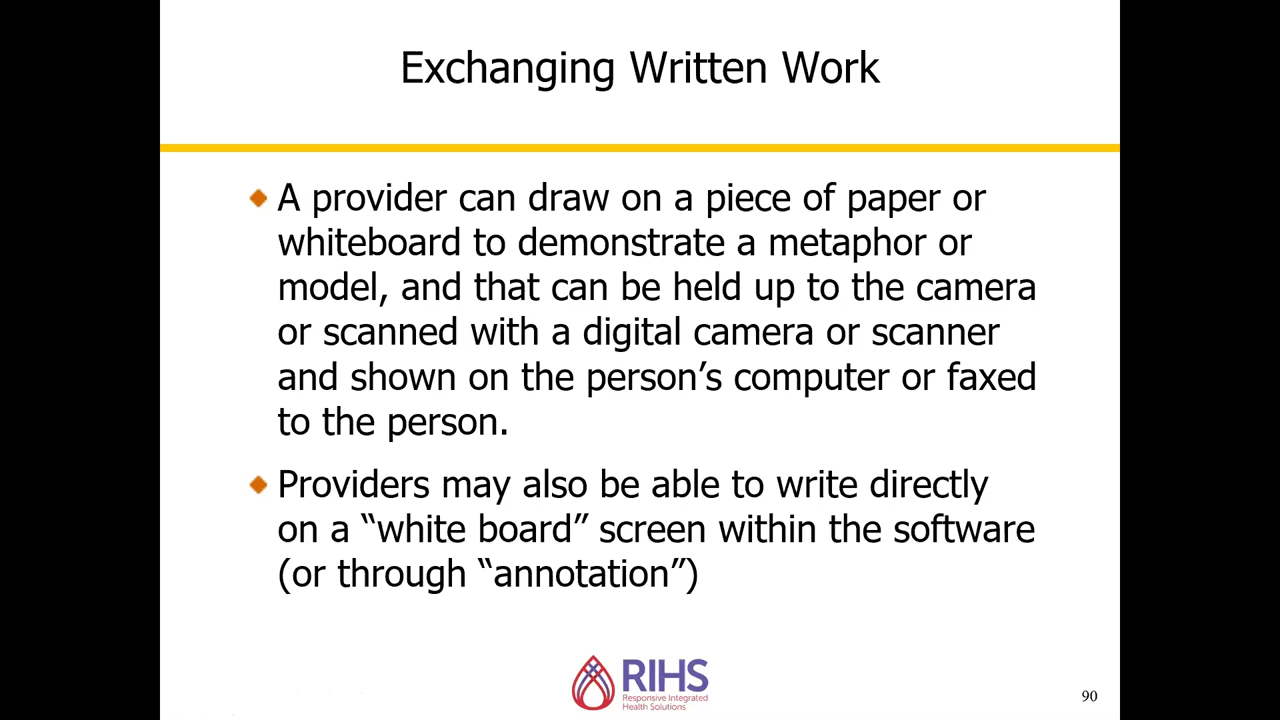 Exchanging Written Work
A provider can draw on a piece of paper or
whiteboard to demonstrate a metaphor or
model, and that can be held up to the camera
or scanned with a digital camera or scanner
and shown on the person’s computer or faxed
to the person.
Providers may also be able to write directly
on a “white board” screen within the software
(or through “annotation”)
RIHS
Responsive Integrated
Health Solutions
90